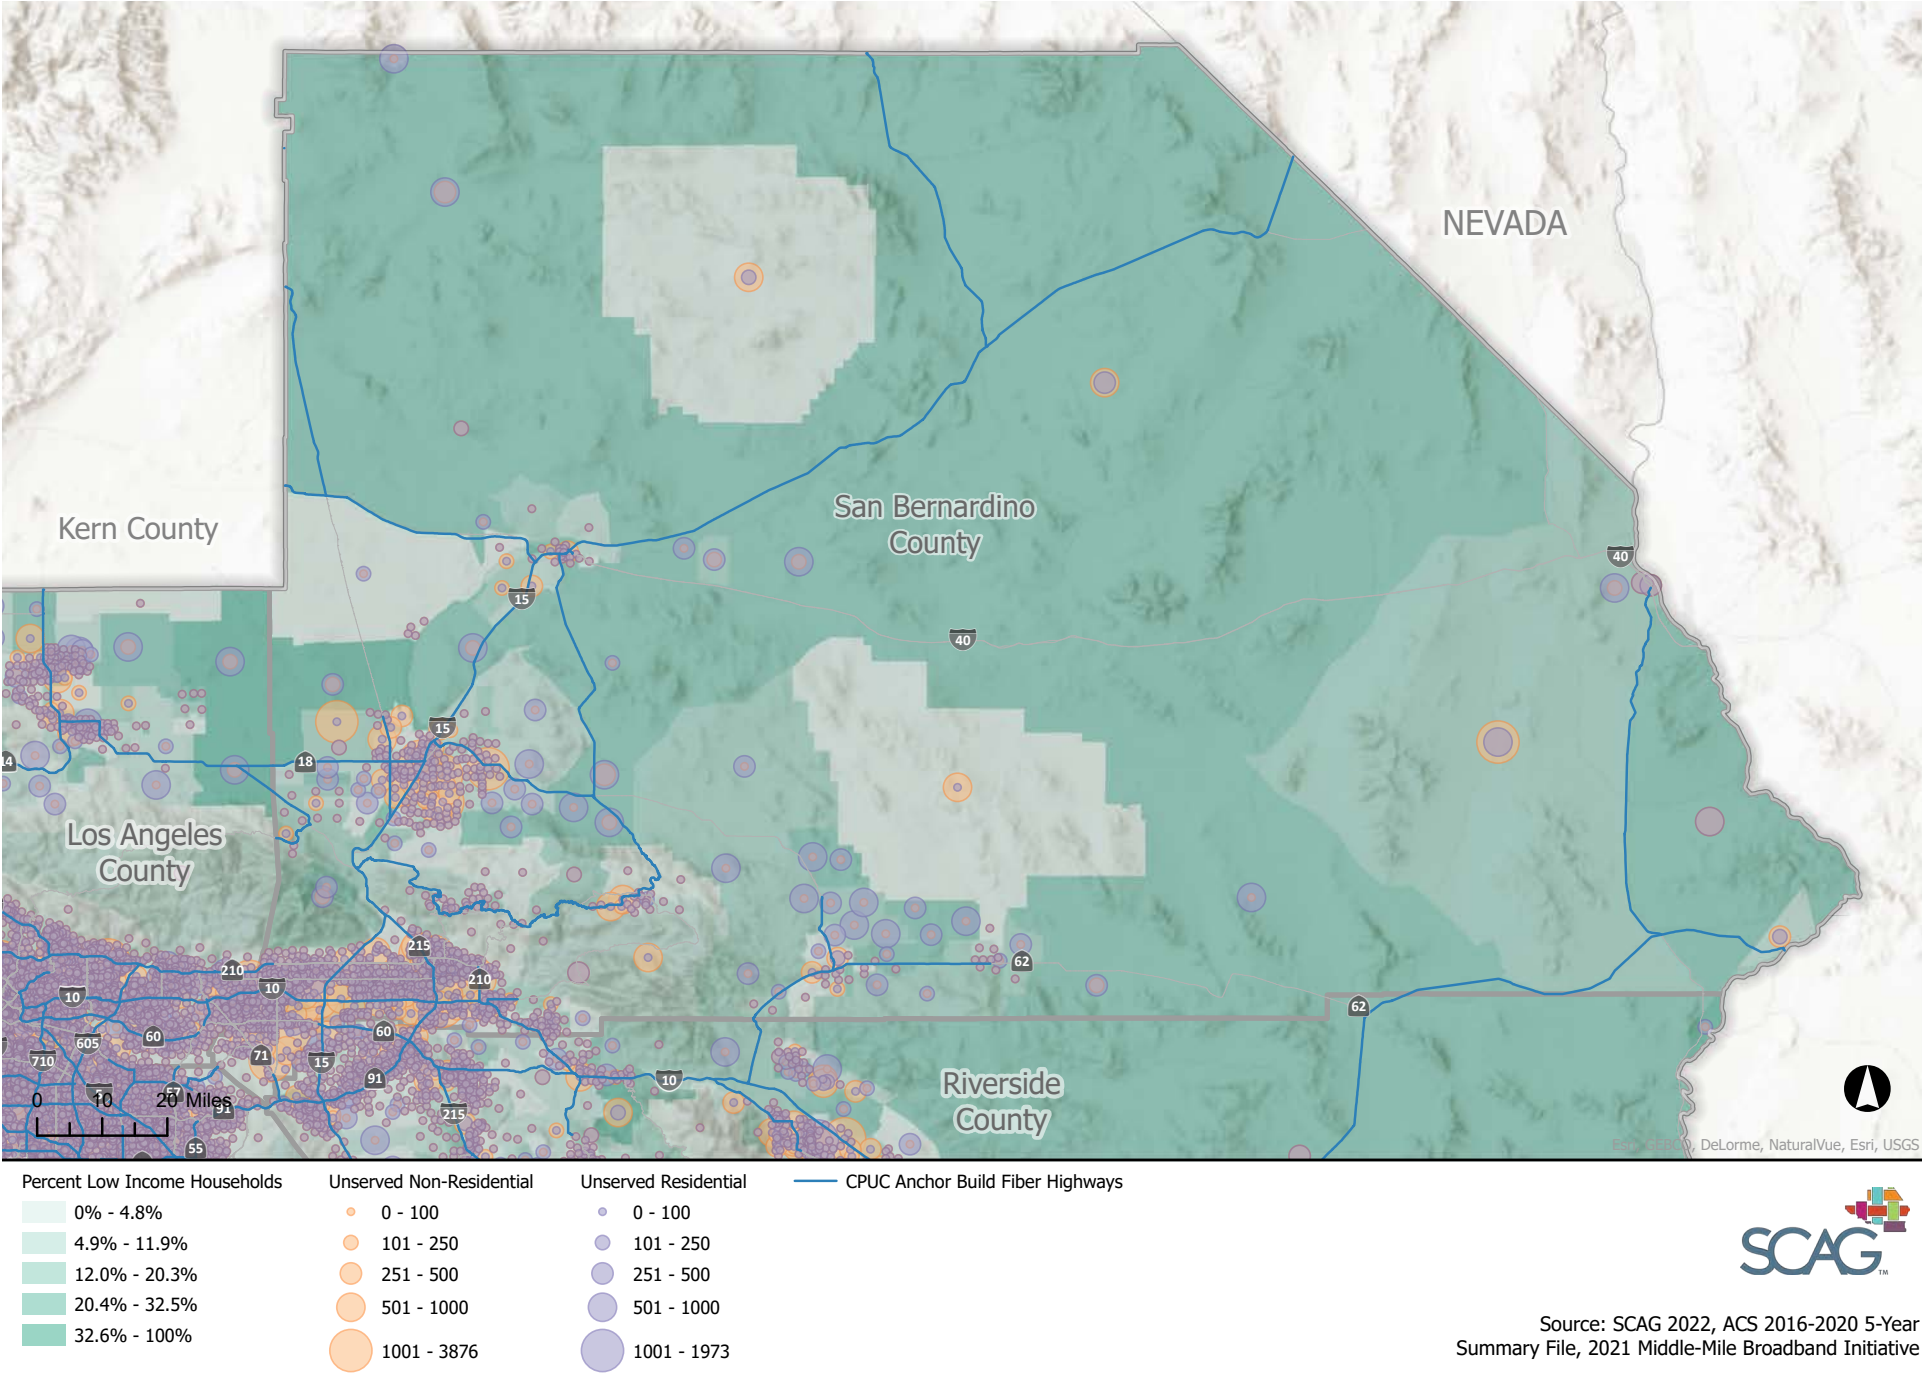 NEVADA
Kern County
San Bernardino
County
40
15
40
15
18
14
Los Angeles
County
215
210
210
10
10
62
62
60
60
605
71
15
710
91
10
Riverside
County
57
91
215
55
0 10 20 Miles
DeLorme, NaturalVue, Esri, USGS
Percent Low Income Households
0% - 4.8%
4.9% - 11.9%
12.0% - 20.3%
20.4% - 32.5%
32.6% - 100%
Unserved Non-Residential
0 - 100
101 - 250
251 - 500
501 - 1000
1001 - 3876
Unserved Residential
0 - 100
101 - 250
251 - 500
501 - 1000
1001 - 1973
CPUC Anchor Build Fiber Highways
SCAG™
Source: SCAG 2022, ACS 2016-2020 5-Year
Summary File, 2021 Middle-Mile Broadband Initiative